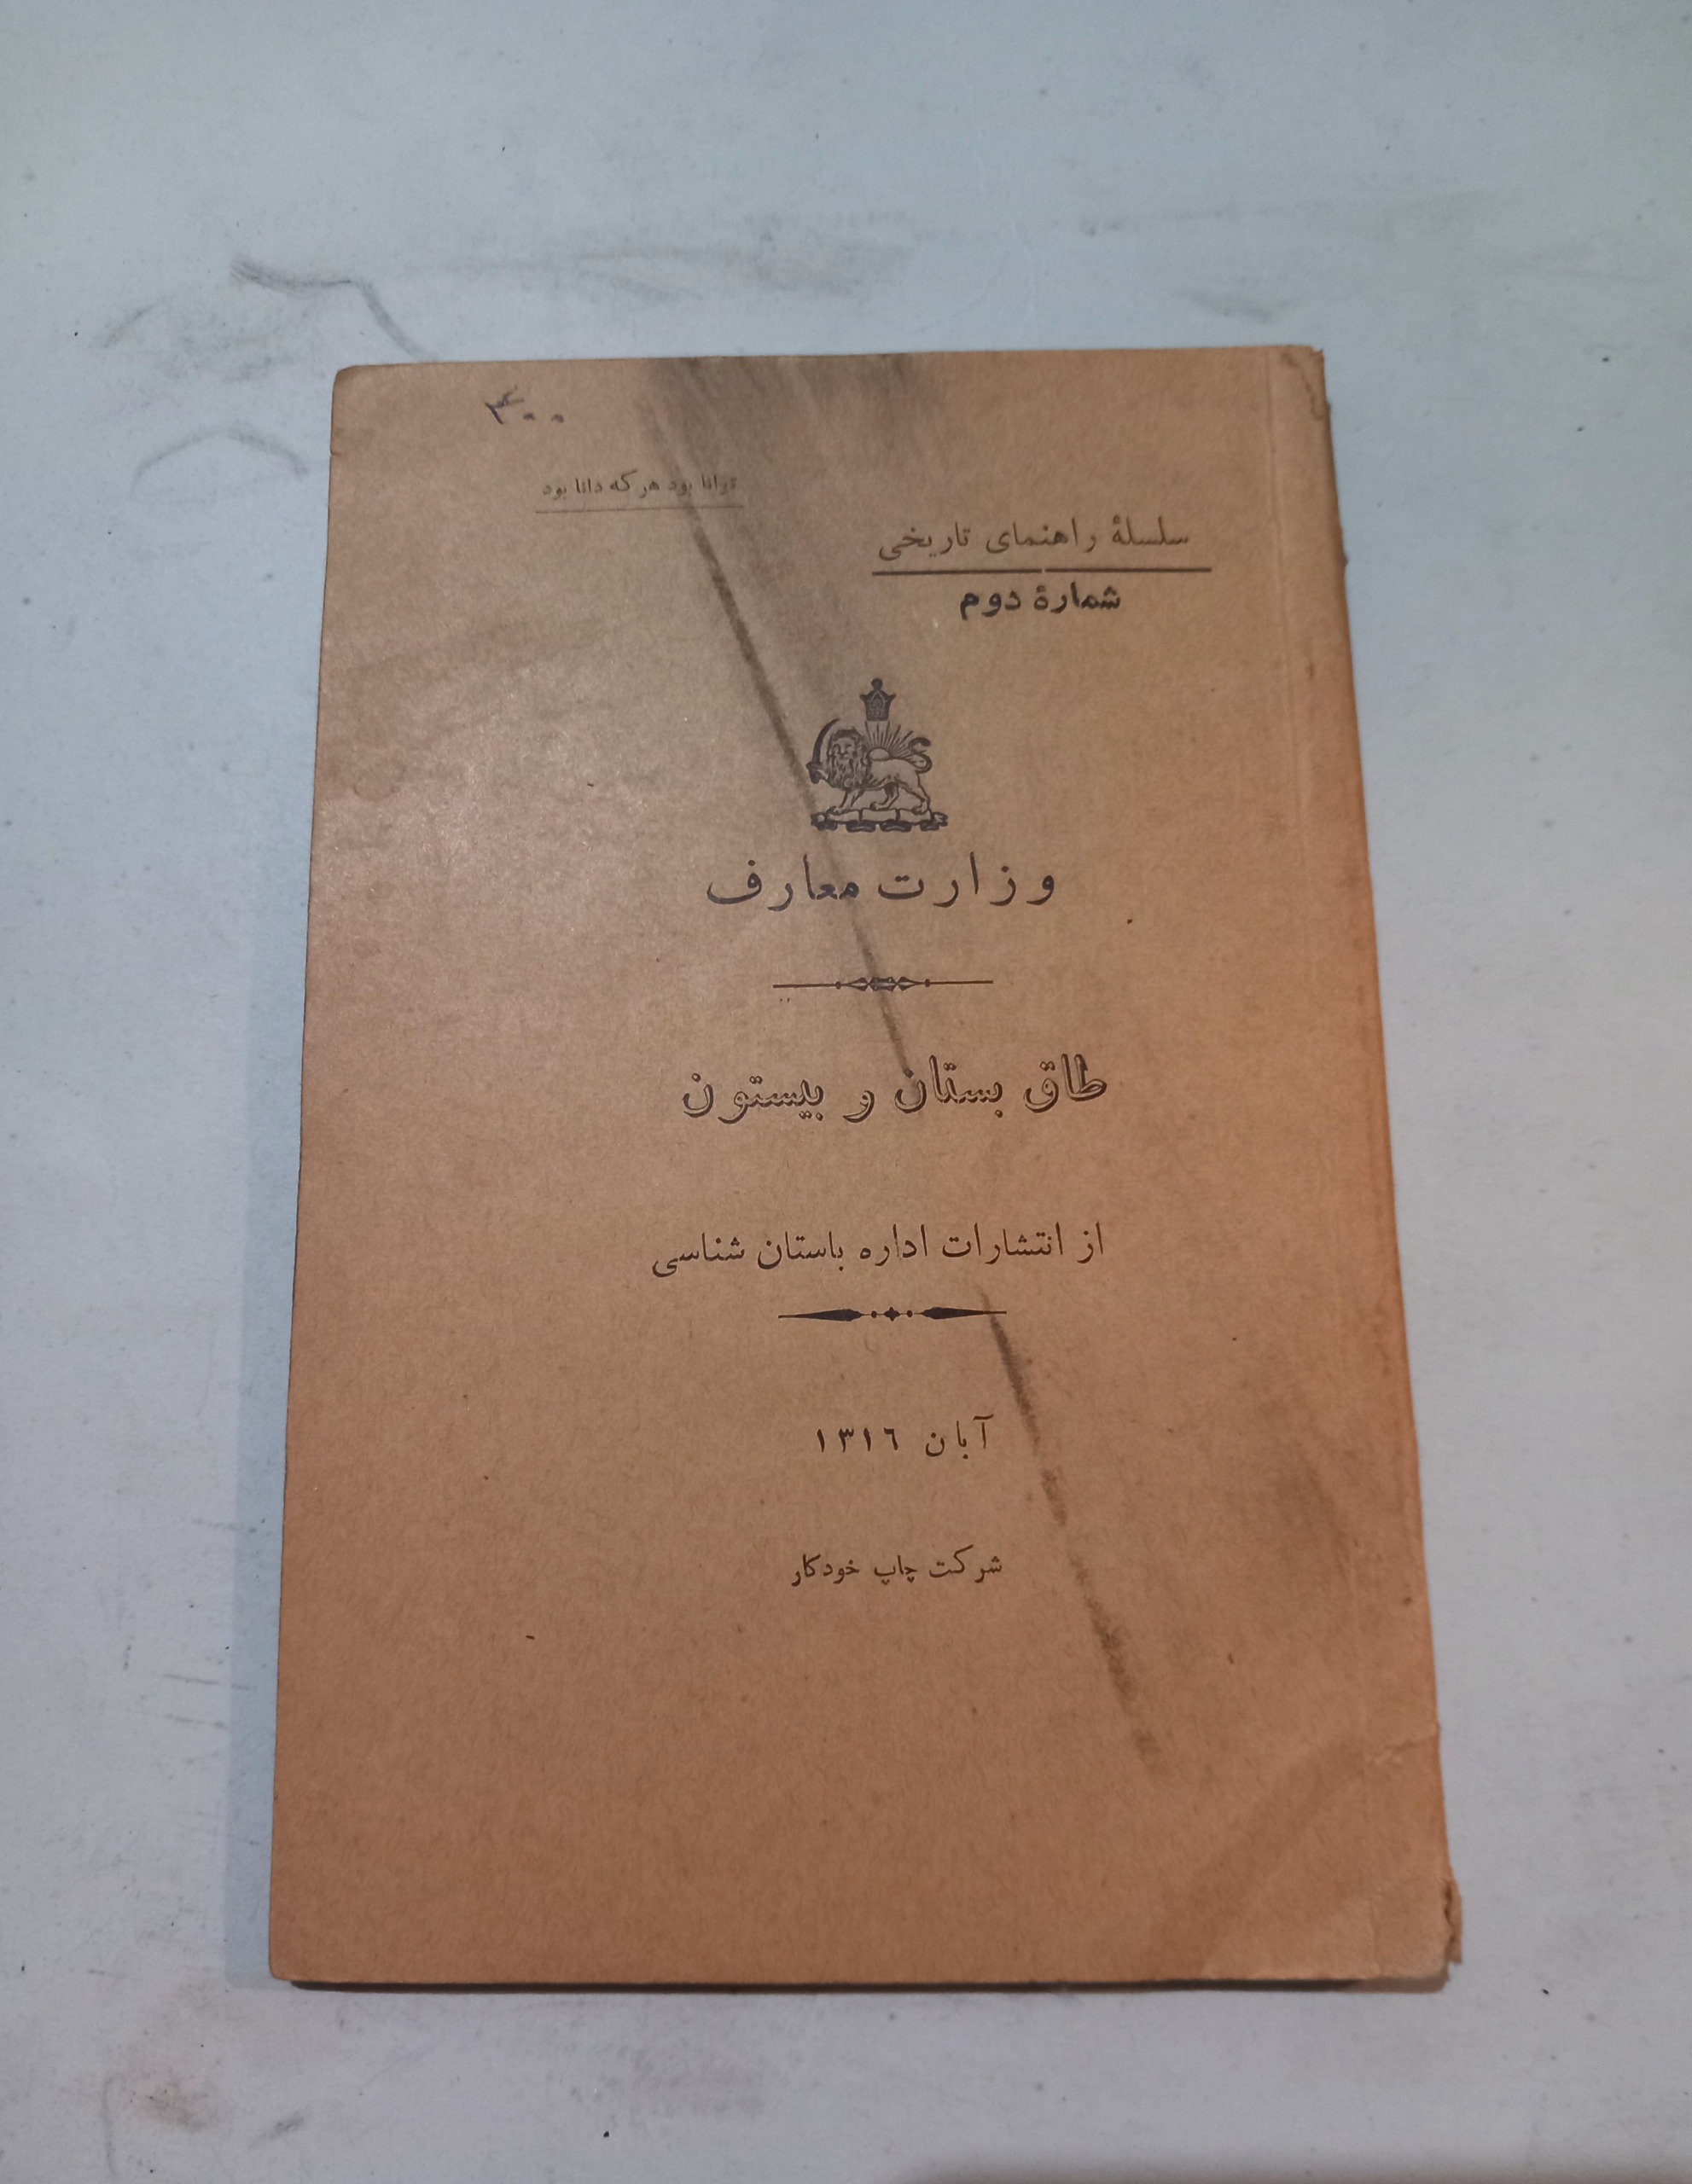 ۳۰۰
توانا بود هر که دانا بود
سلسلهٔ راهنمای تاریخی
شمارهٔ دوم
وزارت معارف
طاق بستان و بیستون
از انتشارات اداره باستان شناسی
آبان ۱۳۱۶
شرکت چاپ خودکار